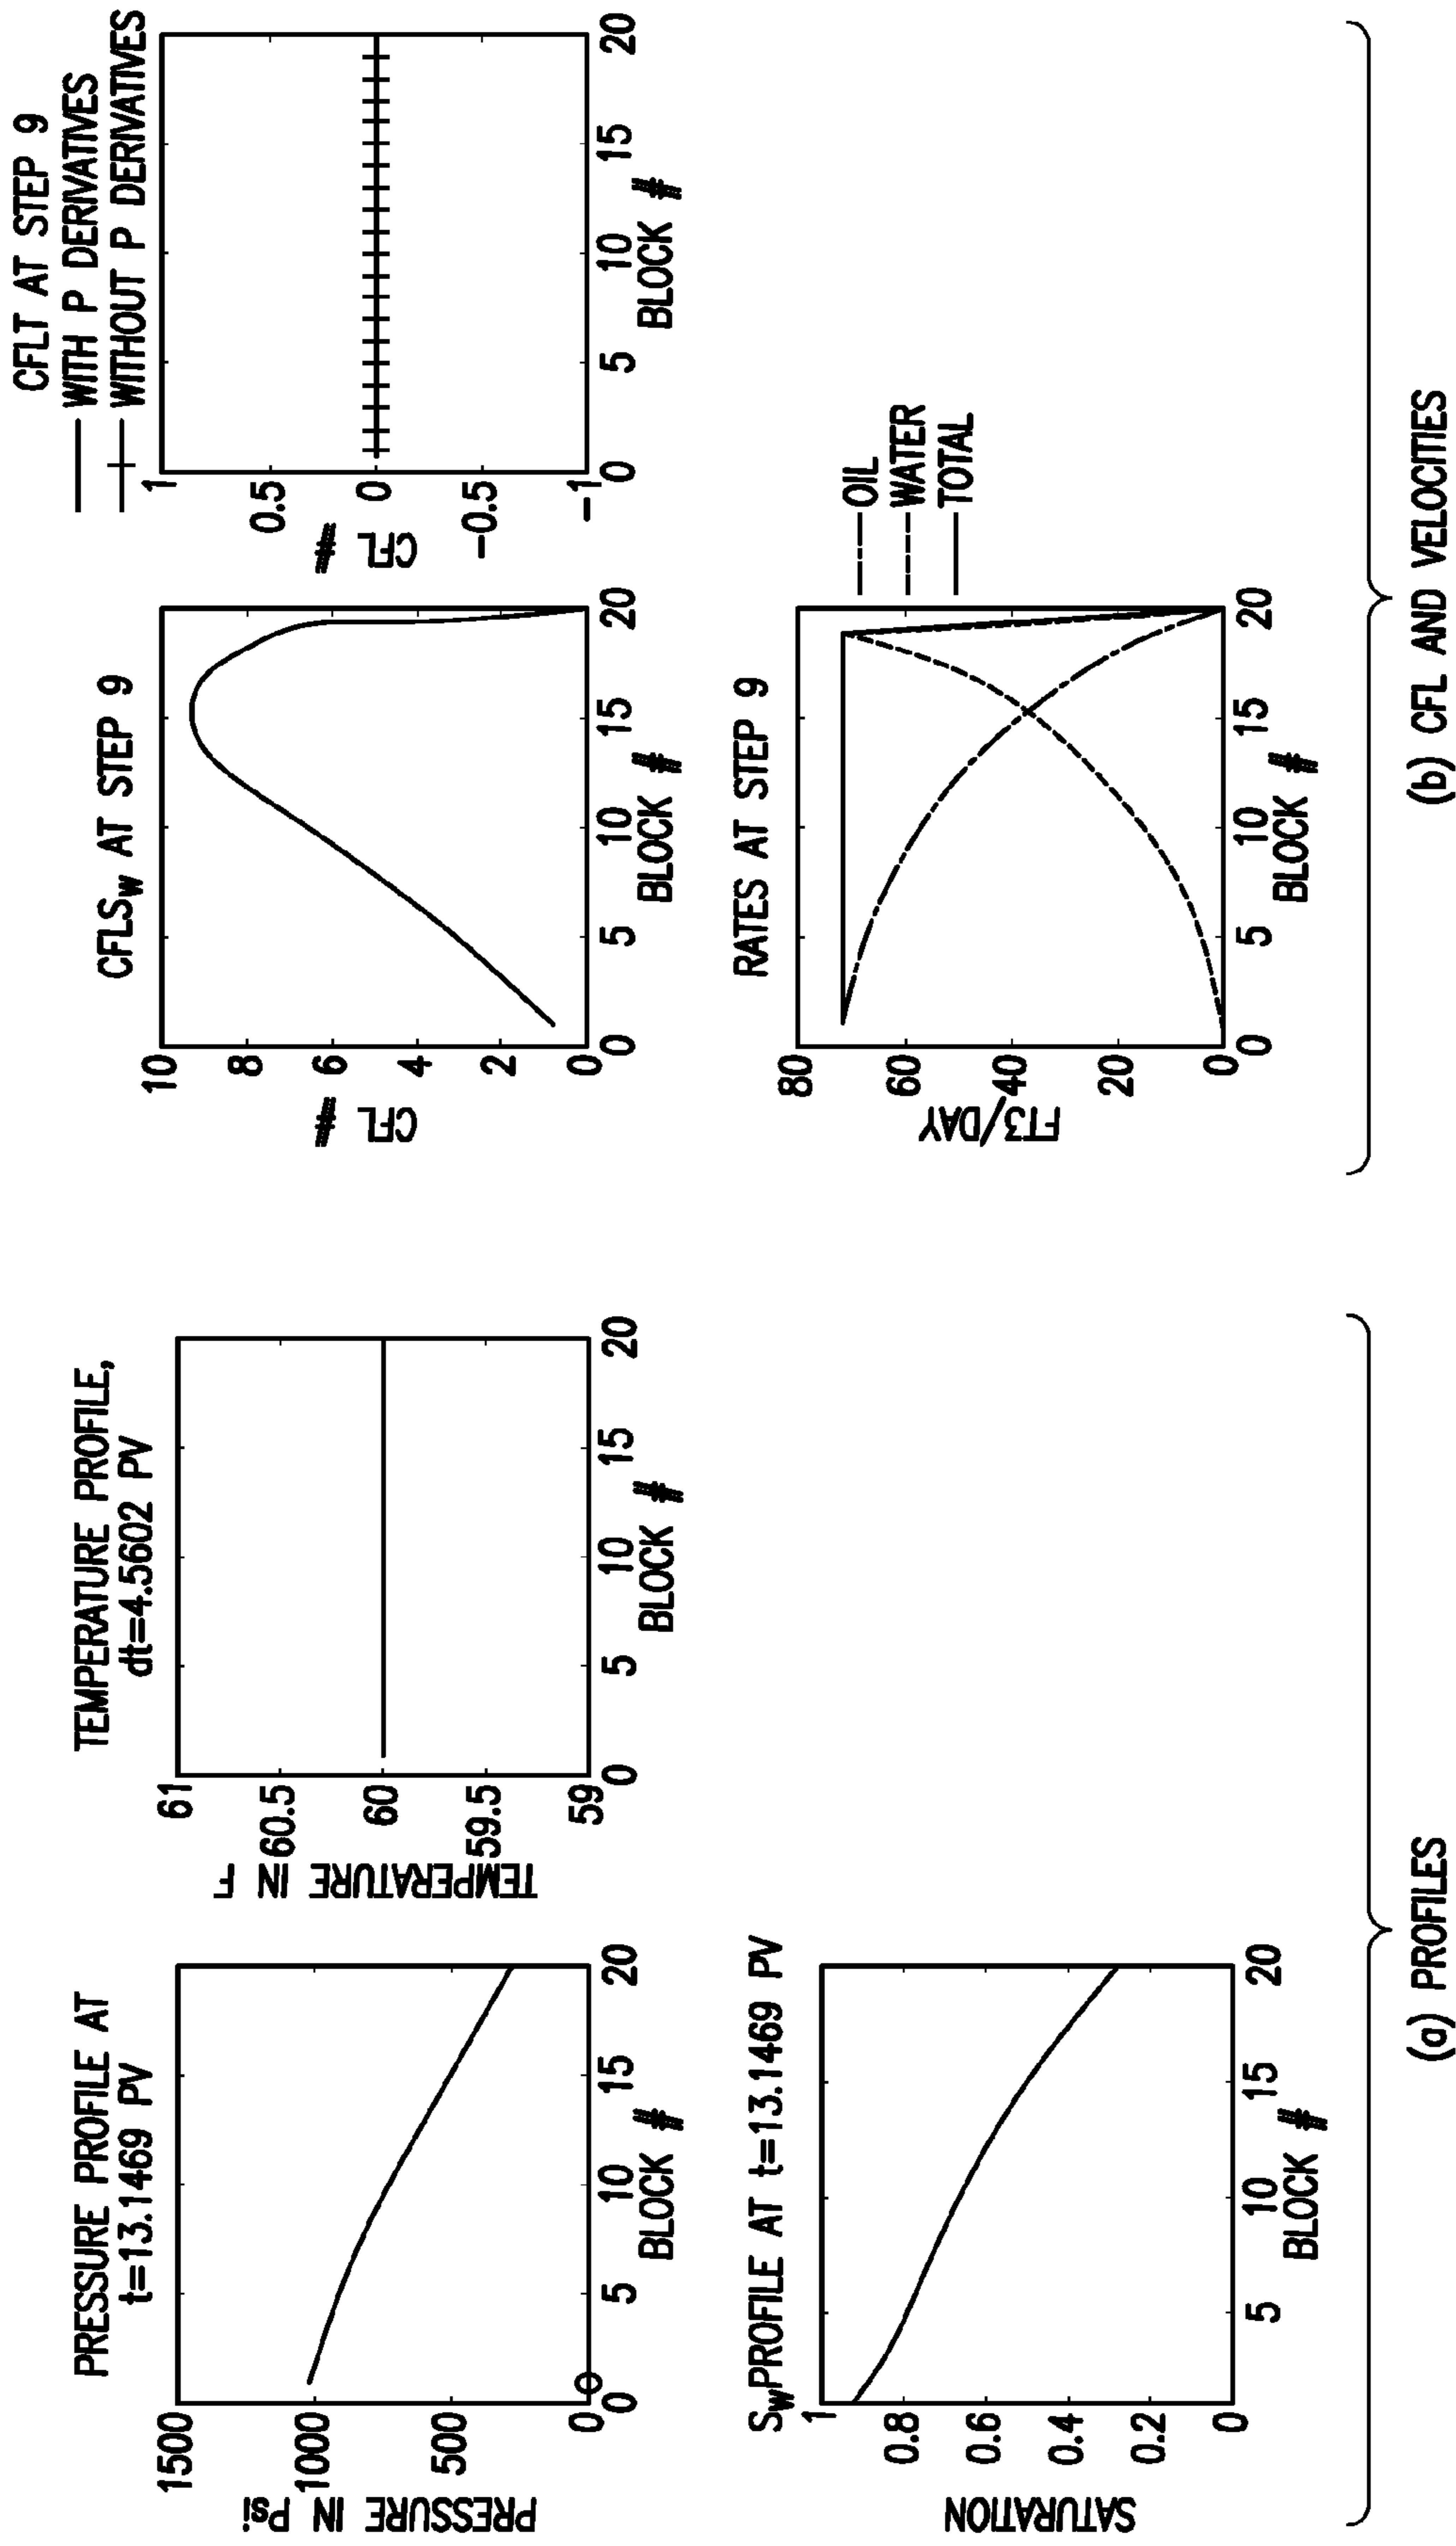 PRESSURE PROFILE AT
t=13.1469 PV
PRESSURE IN Psi
1500
1000
500
0
0 5 10 15 20
BLOCK #
TEMPERATURE PROFILE,
dt=4.5602 PV
TEMPERATURE IN F
61
60.5
60
59.5
59
0 5 10 15 20
BLOCK #
SwPROFILE AT t=13.1469 PV
SATURATION
1
0.8
0.6
0.4
0.2
0
5 10 15 20
BLOCK #
(a) PROFILES
CFLSw AT STEP 9
CFL #
10
8
6
4
2
0
0 5 10 15 20
BLOCK #
CFLT AT STEP 9
WITH P DERIVATIVES
WITHOUT P DERIVATIVES
CFL #
1
0.5
0
-0.5
-1
0 5 10 15 20
BLOCK #
RATES AT STEP 9
FT3/DAY
80
60
40
20
0
0 5 10 15 20
BLOCK #
OIL
WATER
TOTAL
(b) CFL AND VELOCITIES